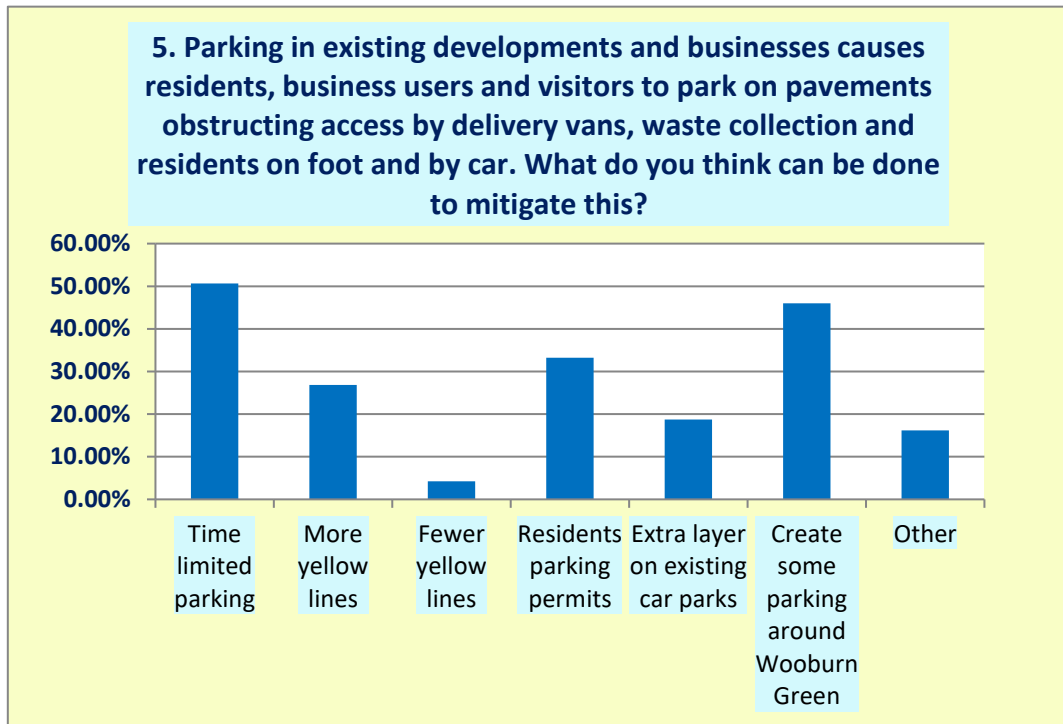 5. Parking in existing developments and businesses causes
residents, business users and visitors to park on pavements
obstructing access by delivery vans, waste collection and
residents on foot and by car. What do you think can be done
to mitigate this?
60.00%
50.00%
40.00%
30.00%
20.00%
10.00%
0.00%
Time
limited
parking
More
yellow
lines
Fewer
yellow
lines
Residents
parking
permits
Extra layer
on existing
car parks
Create
some
parking
around
Wooburn
Green
Other